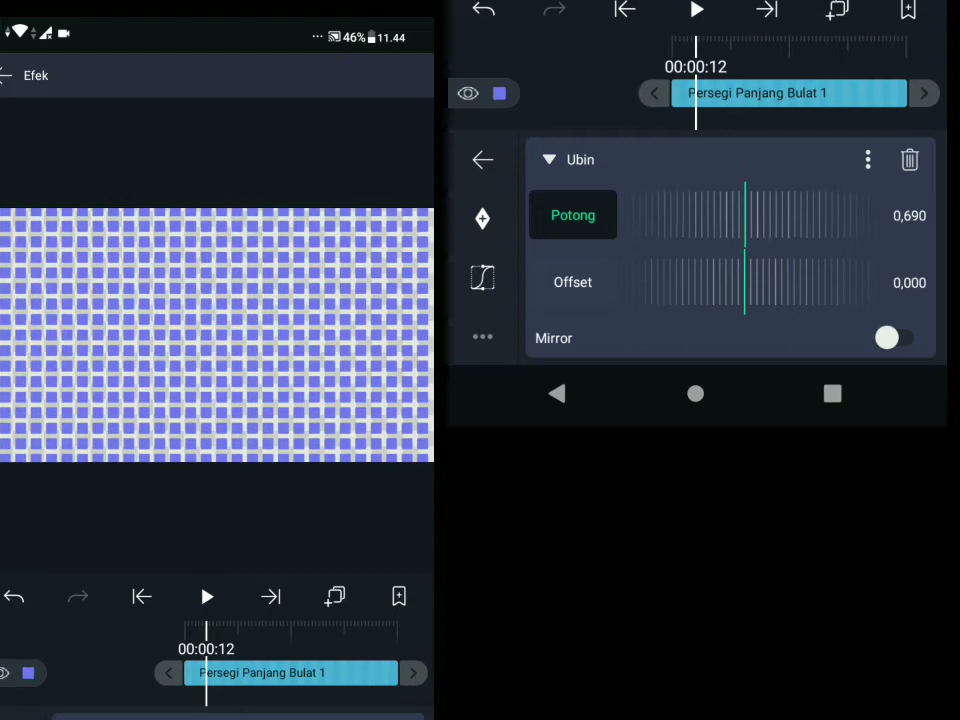 46% 11.44
Efek
00:00:12
Persegi Panjang Bulat 1
00:00:12
Persegi Panjang Bulat 1
Ubin
Potong 0,690
Offset 0,000
Mirror